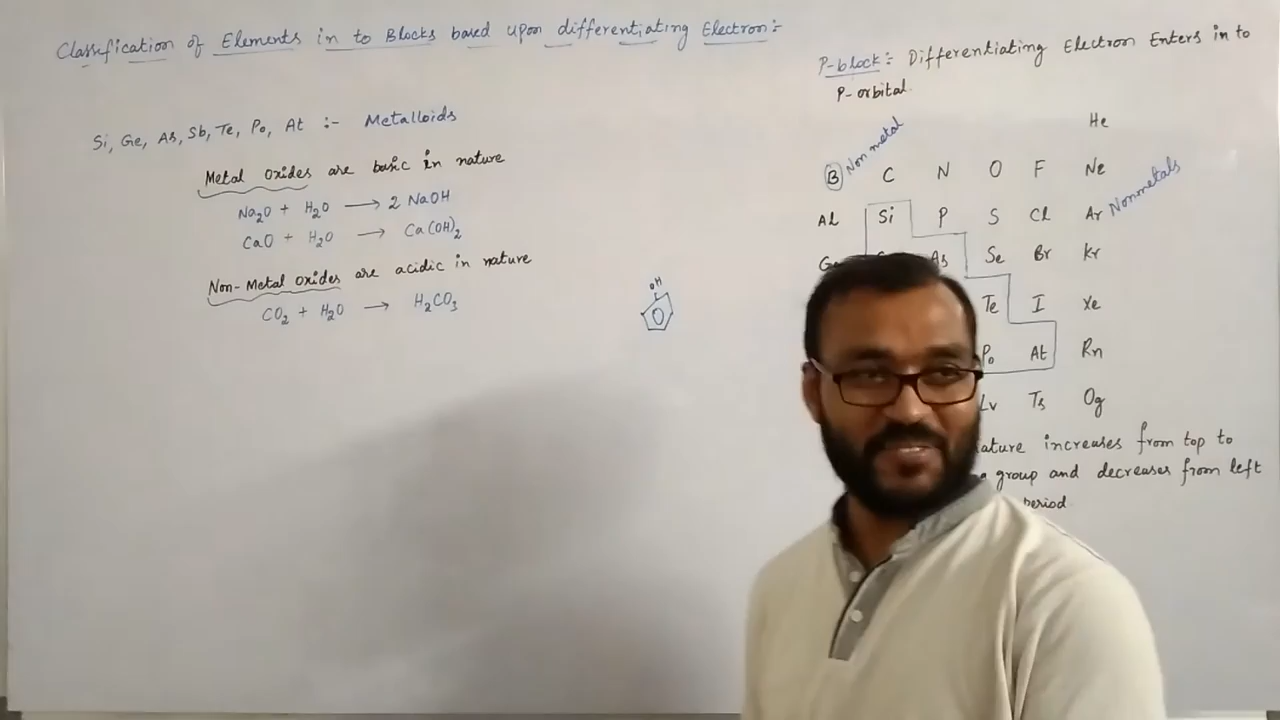 Classification of Elements in to Blocks based upon differentiating Electron:-
Si, Ge, As, Sb, Te, Po, At :- Metalloids
Metal oxides are basic in nature
Na₂O + H₂O → 2 NaOH
CaO + H₂O → Ca(OH)₂
Non-Metal oxides are acidic in nature
CO₂ + H₂O → H₂CO₃
OH
P-block:- Differentiating Electron Enters in to
P-orbital.
He
Non metal
B C N O F Ne
Al Si P S Cl Ar Nonmetals
As Se Br Kr
Te I Xe
Po At Rn
Lv Ts Og
ature increases from top to
group and decreases from left
period